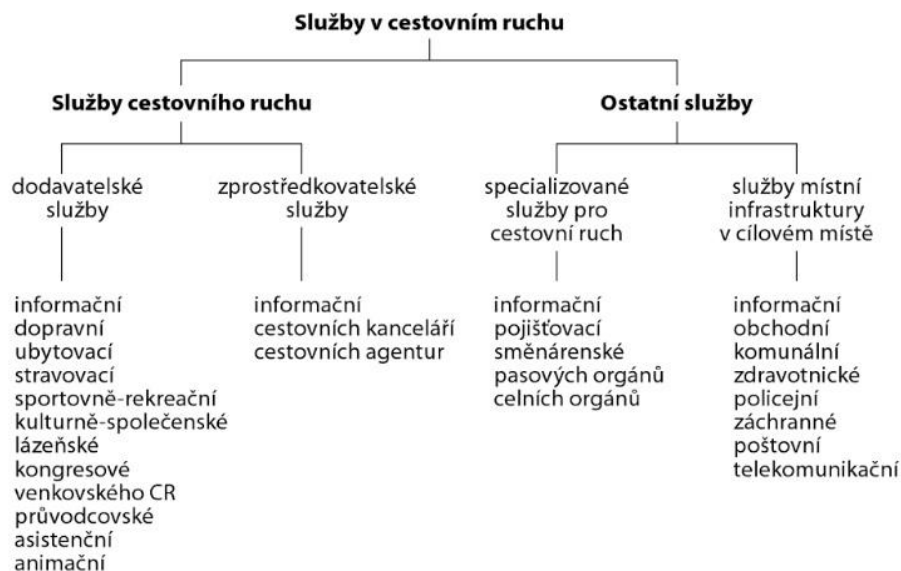 Služby v cestovním ruchu
Služby cestovního ruchu
Ostatní služby
dodavatelské
služby
zprostředkovatelské
služby
specializované
služby pro
cestovní ruch
služby místní
infrastruktury
v cílovém místě
informační
dopravní
ubytovací
stravovací
sportovně-rekreační
kulturně-společenské
lázeňské
kongresové
venkovského CR
průvodcovské
asistenční
animační
informační
cestovních kanceláří
cestovních agentur
informační
pojišťovací
směnárenské
pasových orgánů
celních orgánů
informační
obchodní
komunální
zdravotnické
policejní
záchranné
poštovní
telekomunikační